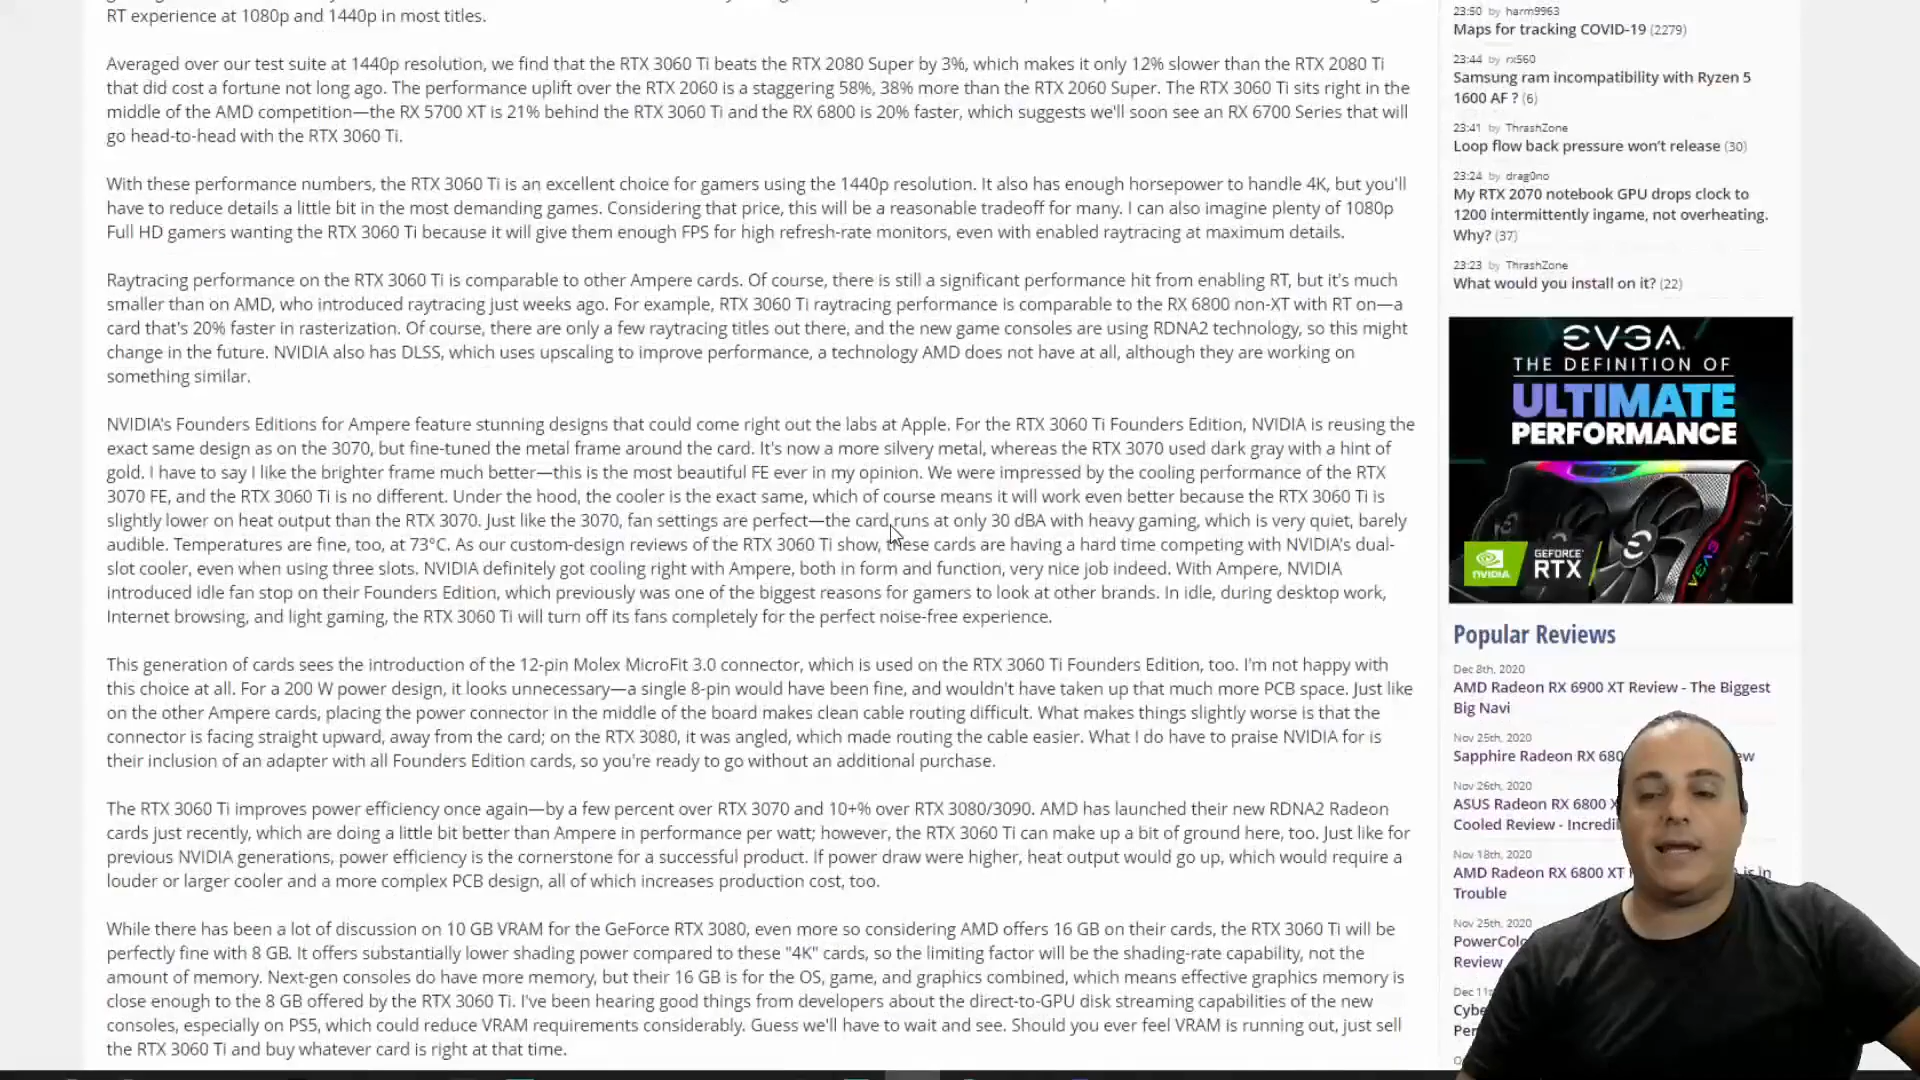 RT experience at 1080p and 1440p in most titles.
Averaged over our test suite at 1440p resolution, we find that the RTX 3060 Ti beats the RTX 2080 Super by 3%, which makes it only 12% slower than the RTX 2080 Ti
that did cost a fortune not long ago. The performance uplift over the RTX 2060 is a staggering 58%, 38% more than the RTX 2060 Super. The RTX 3060 Ti sits right in the
middle of the AMD competition—the RX 5700 XT is 21% behind the RTX 3060 Ti and the RX 6800 is 20% faster, which suggests we'll soon see an RX 6700 Series that will
go head-to-head with the RTX 3060 Ti.
With these performance numbers, the RTX 3060 Ti is an excellent choice for gamers using the 1440p resolution. It also has enough horsepower to handle 4K, but you'll
have to reduce details a little bit in the most demanding games. Considering that price, this will be a reasonable tradeoff for many. I can also imagine plenty of 1080p
Full HD gamers wanting the RTX 3060 Ti because it will give them enough FPS for high refresh-rate monitors, even with enabled raytracing at maximum details.
Raytracing performance on the RTX 3060 Ti is comparable to other Ampere cards. Of course, there is still a significant performance hit from enabling RT, but it's much
smaller than on AMD, who introduced raytracing just weeks ago. For example, RTX 3060 Ti raytracing performance is comparable to the RX 6800 non-XT with RT on—a
card that's 20% faster in rasterization. Of course, there are only a few raytracing titles out there, and the new game consoles are using RDNA2 technology, so this might
change in the future. NVIDIA also has DLSS, which uses upscaling to improve performance, a technology AMD does not have at all, although they are working on
something similar.
NVIDIA's Founders Editions for Ampere feature stunning designs that could come right out the labs at Apple. For the RTX 3060 Ti Founders Edition, NVIDIA is reusing the
exact same design as on the 3070, but fine-tuned the metal frame around the card. It's now a more silvery metal, whereas the RTX 3070 used dark gray with a hint of
gold. I have to say I like the brighter frame much better—this is the most beautiful FE ever in my opinion. We were impressed by the cooling performance of the RTX
3070 FE, and the RTX 3060 Ti is no different. Under the hood, the cooler is the exact same, which of course means it will work even better because the RTX 3060 Ti is
slightly lower on heat output than the RTX 3070. Just like the 3070, fan settings are perfect—the card runs at only 30 dBA with heavy gaming, which is very quiet, barely
audible. Temperatures are fine, too, at 73°C. As our custom-design reviews of the RTX 3060 Ti show, these cards are having a hard time competing with NVIDIA's dual-
slot cooler, even when using three slots. NVIDIA definitely got cooling right with Ampere, both in form and function, very nice job indeed. With Ampere, NVIDIA
introduced idle fan stop on their Founders Edition, which previously was one of the biggest reasons for gamers to look at other brands. In idle, during desktop work,
Internet browsing, and light gaming, the RTX 3060 Ti will turn off its fans completely for the perfect noise-free experience.
This generation of cards sees the introduction of the 12-pin Molex MicroFit 3.0 connector, which is used on the RTX 3060 Ti Founders Edition, too. I'm not happy with
this choice at all. For a 200 W power design, it looks unnecessary—a single 8-pin would have been fine, and wouldn't have taken up that much more PCB space. Just like
on the other Ampere cards, placing the power connector in the middle of the board makes clean cable routing difficult. What makes things slightly worse is that the
connector is facing straight upward, away from the card; on the RTX 3080, it was angled, which made routing the cable easier. What I do have to praise NVIDIA for is
their inclusion of an adapter with all Founders Edition cards, so you're ready to go without an additional purchase.
The RTX 3060 Ti improves power efficiency once again—by a few percent over RTX 3070 and 10+% over RTX 3080/3090. AMD has launched their new RDNA2 Radeon
cards just recently, which are doing a little bit better than Ampere in performance per watt; however, the RTX 3060 Ti can make up a bit of ground here, too. Just like for
previous NVIDIA generations, power efficiency is the cornerstone for a successful product. If power draw were higher, heat output would go up, which would require a
louder or larger cooler and a more complex PCB design, all of which increases production cost, too.
While there has been a lot of discussion on 10 GB VRAM for the GeForce RTX 3080, even more so considering AMD offers 16 GB on their cards, the RTX 3060 Ti will be
perfectly fine with 8 GB. It offers substantially lower shading power compared to these "4K" cards, so the limiting factor will be the shading-rate capability, not the
amount of memory. Next-gen consoles do have more memory, but their 16 GB is for the OS, game, and graphics combined, which means effective graphics memory is
close enough to the 8 GB offered by the RTX 3060 Ti. I've been hearing good things from developers about the direct-to-GPU disk streaming capabilities of the new
consoles, especially on PS5, which could reduce VRAM requirements considerably. Guess we'll have to wait and see. Should you ever feel VRAM is running out, just sell
the RTX 3060 Ti and buy whatever card is right at that time.
23:50 by harm9963
Maps for tracking COVID-19 (2279)
23:44 by rx560
Samsung ram incompatibility with Ryzen 5
1600 AF ? (6)
23:41 by ThrashZone
Loop flow back pressure won't release (30)
23:24 by drag0no
My RTX 2070 notebook GPU drops clock to
1200 intermittently ingame, not overheating.
Why? (37)
23:23 by ThrashZone
What would you install on it? (22)
EVGA
THE DEFINITION OF
ULTIMATE
PERFORMANCE
NVIDIA
GEFORCE
RTX
EVGA
Popular Reviews
Dec 8th, 2020
AMD Radeon RX 6900 XT Review - The Biggest
Big Navi
Nov 25th, 2020
Sapphire Radeon RX 680
Nov 26th, 2020
ASUS Radeon RX 6800 X
Cooled Review - Incredi
Nov 18th, 2020
AMD Radeon RX 6800 XT is in
Trouble
Nov 25th, 2020
PowerColo
Review
Dec 11
Cybe
Per